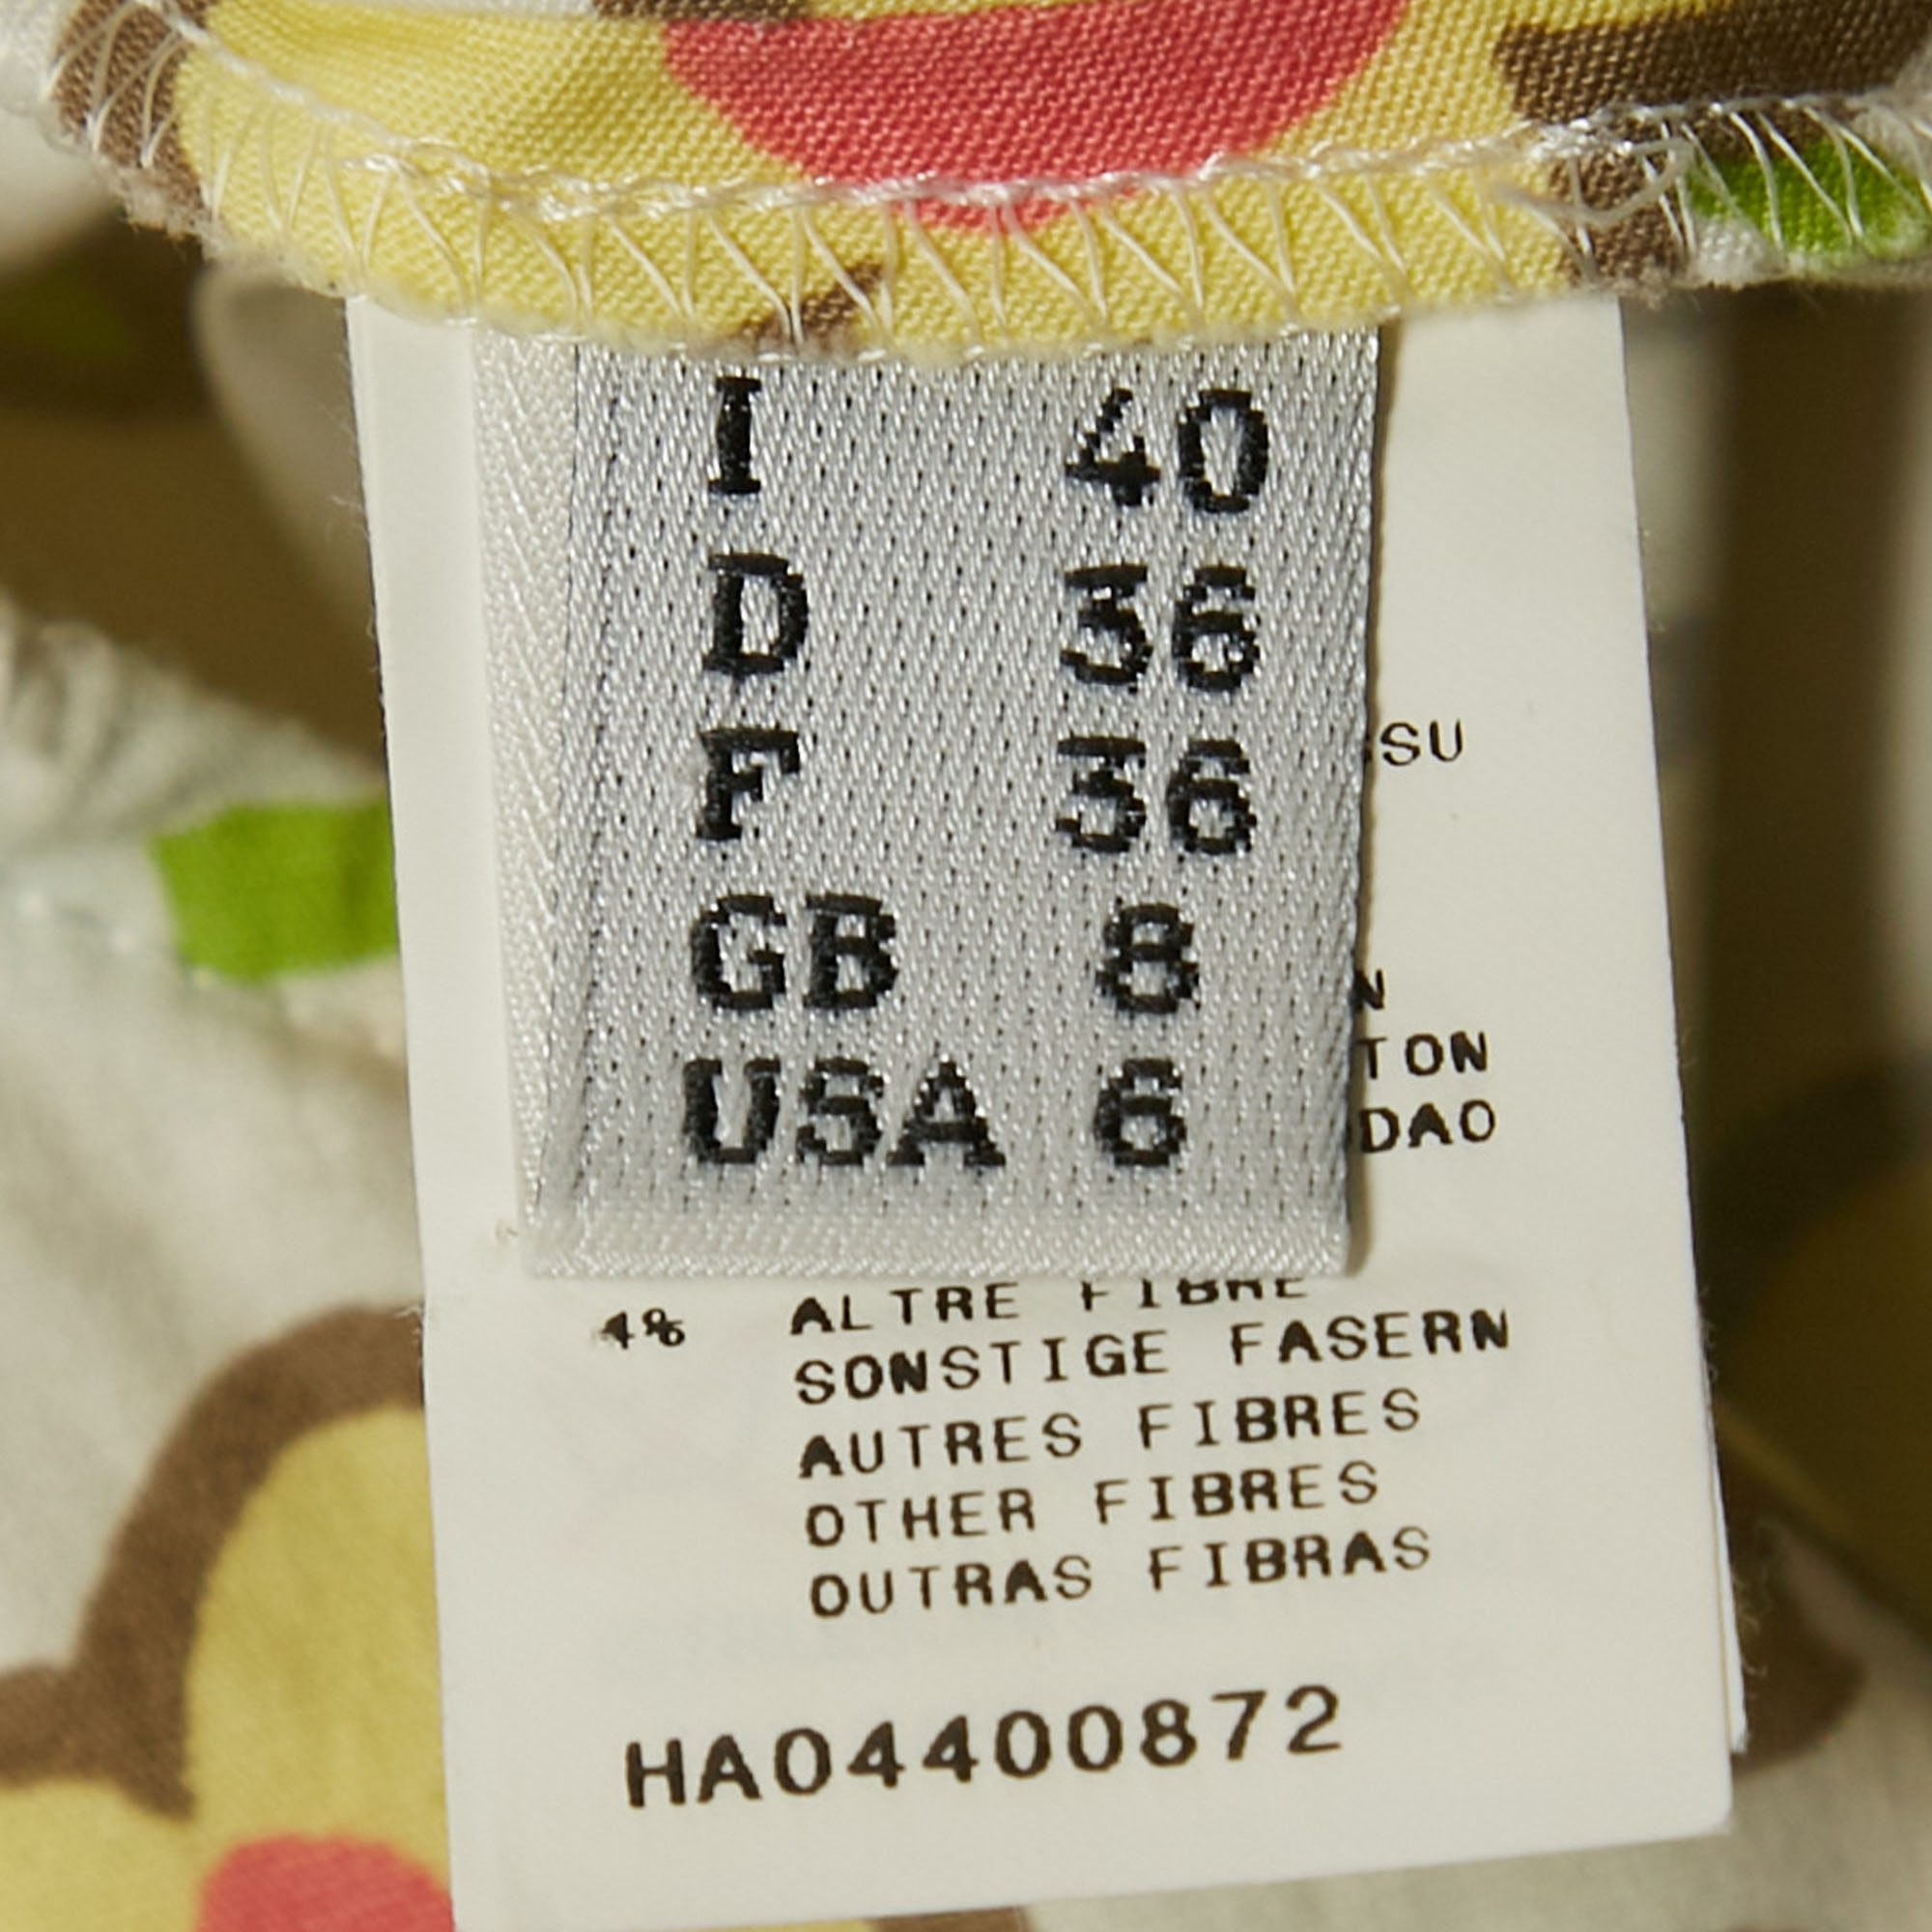 I 40
D 36
F 36
GB 8
USA 6
SU
N
TON
DAO
4% ALTRE FIBRE
SONSTIGE FASERN
AUTRES FIBRES
OTHER FIBRES
OUTRAS FIBRAS
HA04400872